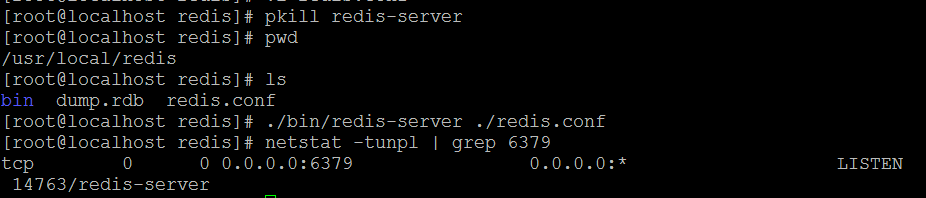 [root@localhost redis]# pkill redis-server
[root@localhost redis]# pwd
/usr/local/redis
[root@localhost redis]# ls
bin  dump.rdb  redis.conf
[root@localhost redis]# ./bin/redis-server ./redis.conf
[root@localhost redis]# netstat -tunpl | grep 6379
tcp        0      0 0.0.0.0:6379                0.0.0.0:*                   LISTEN
 14763/redis-server